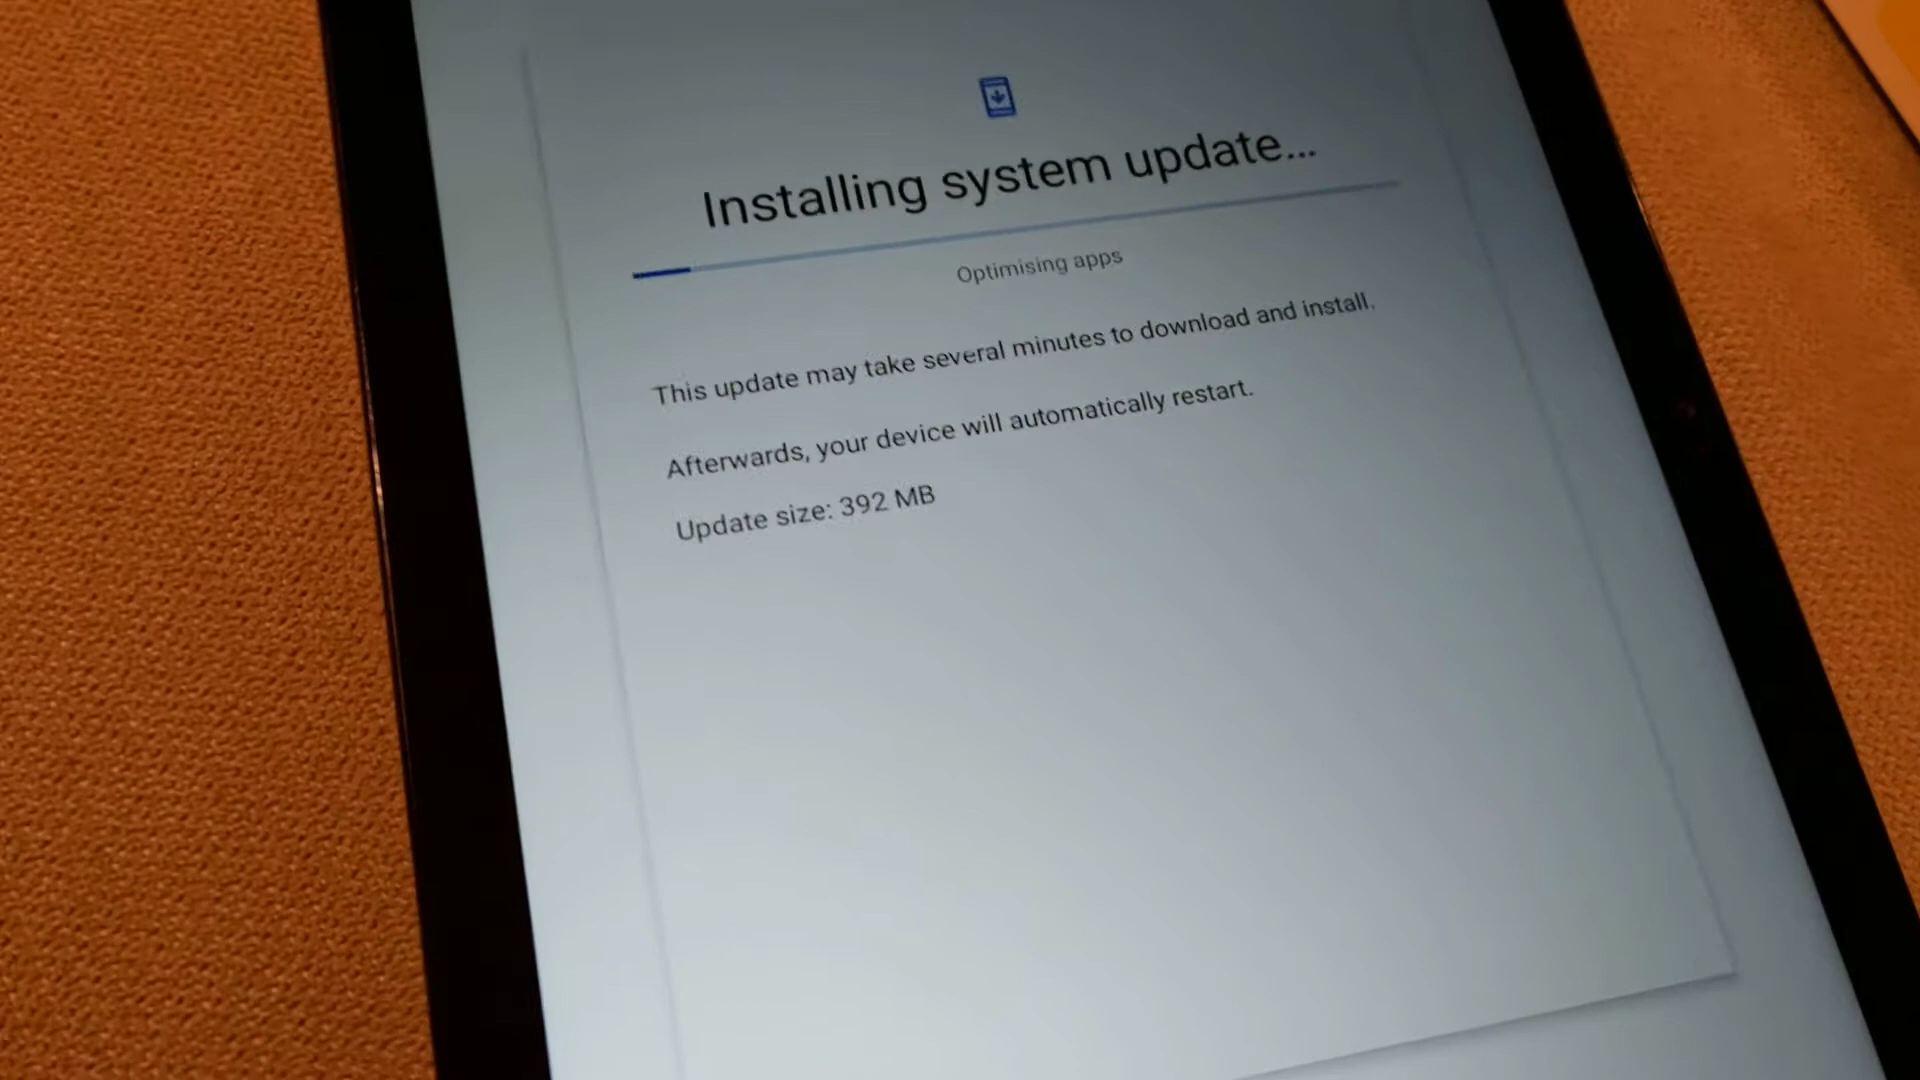 Installing system update...
Optimising apps
This update may take several minutes to download and install.
Afterwards, your device will automatically restart.
Update size: 392 MB